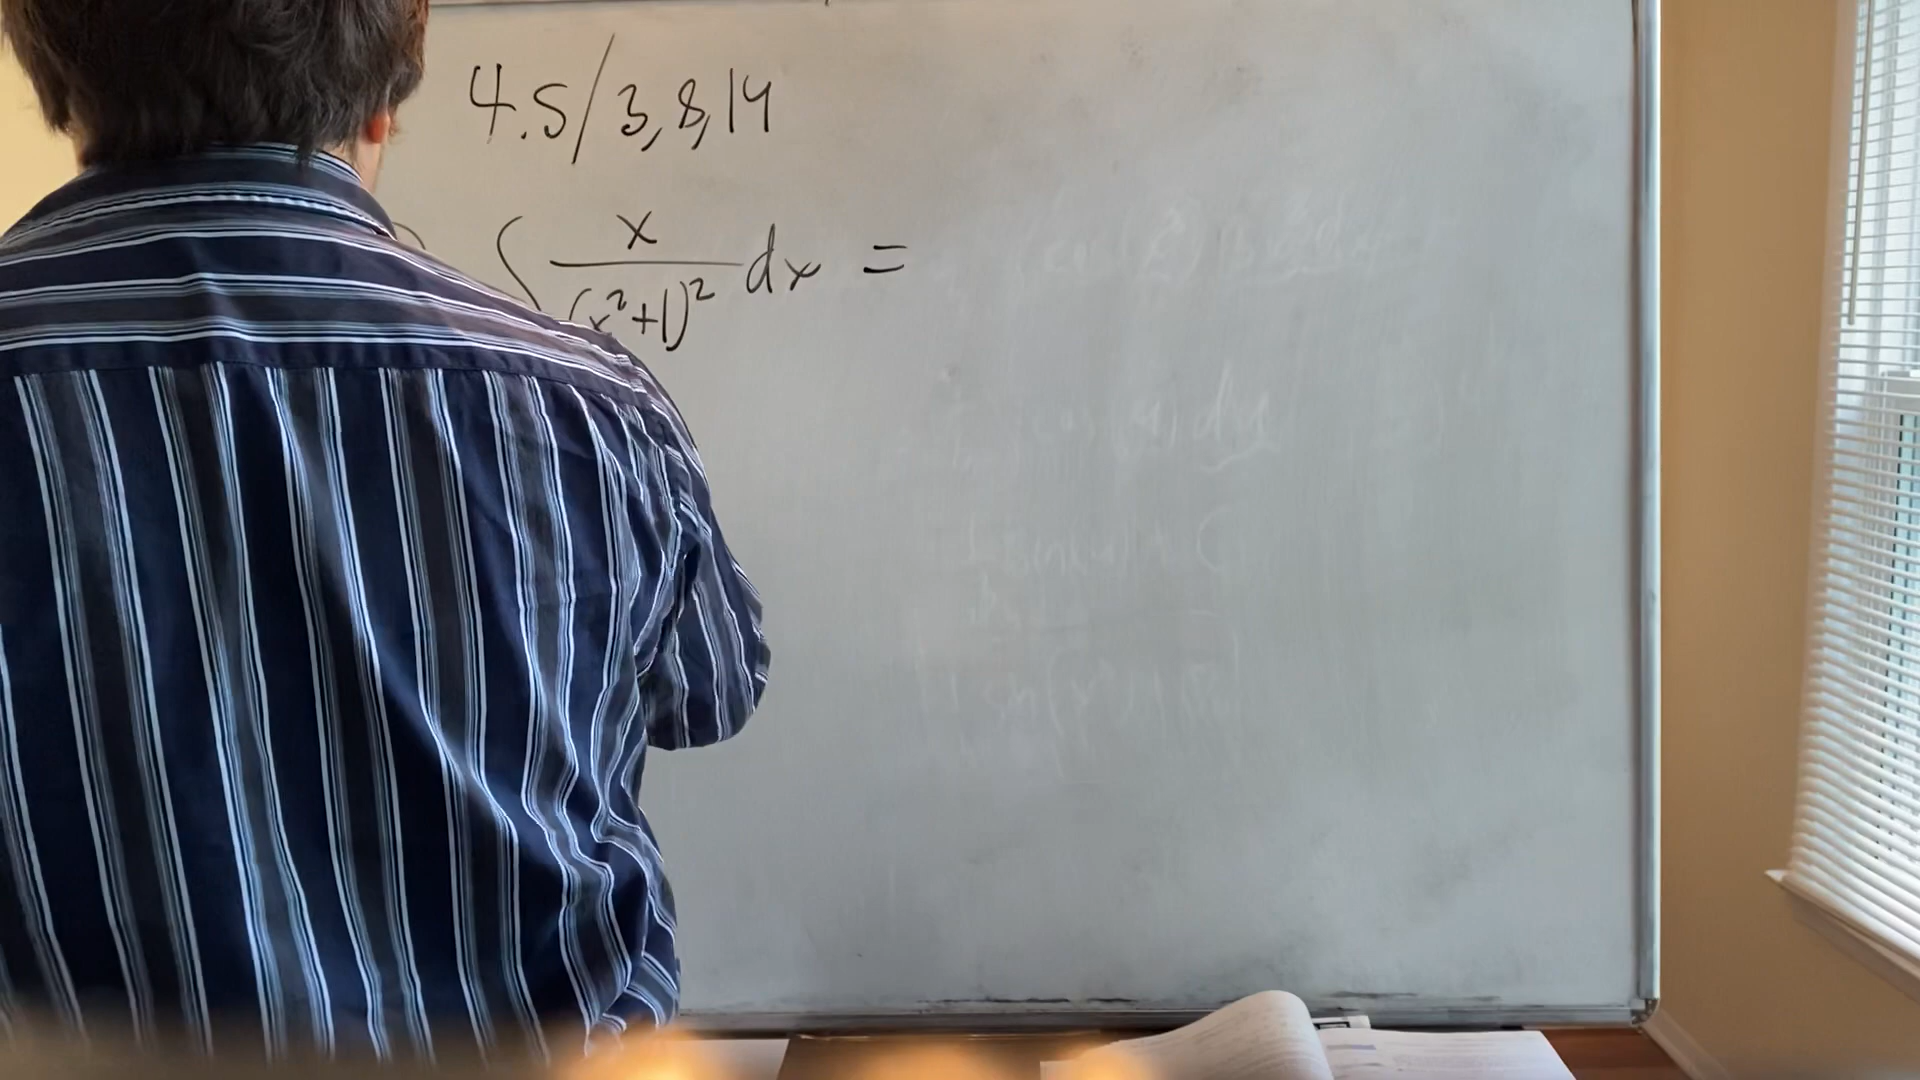 4.5/3,8,14
∫ x/(x²+1)² dx =